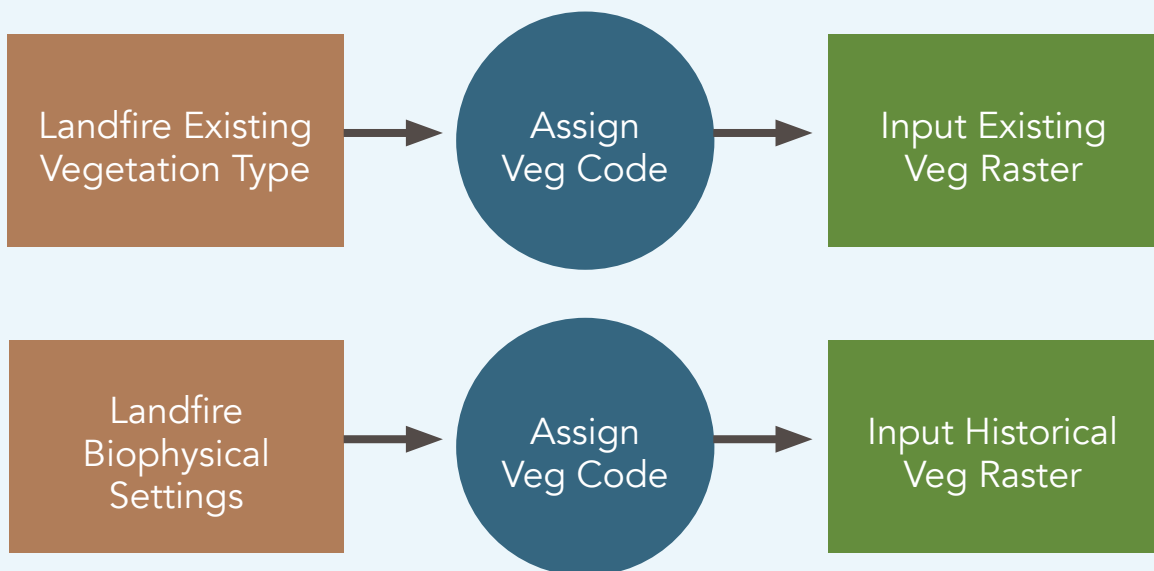 Landfire Existing
Vegetation Type
Assign
Veg Code
Input Existing
Veg Raster
Landfire
Biophysical
Settings
Assign
Veg Code
Input Historical
Veg Raster